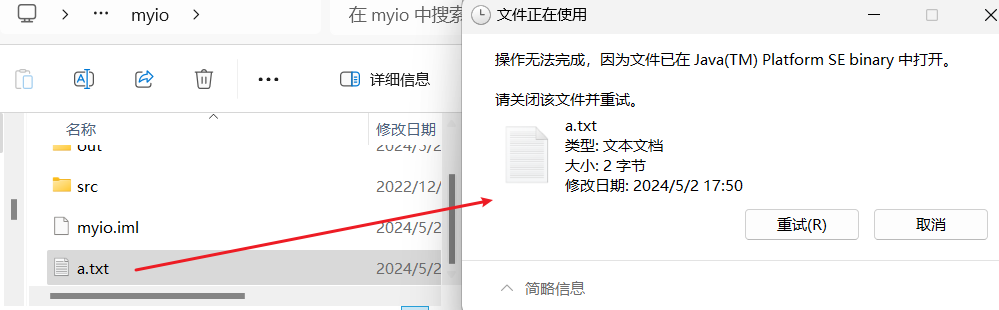 myio
在 myio 中搜索
详细信息
名称
修改日期
out
2024/5/2
src
2022/12/
myio.iml
2024/5/2
a.txt
2024/5/2
文件正在使用
操作无法完成，因为文件已在 Java(TM) Platform SE binary 中打开。
请关闭该文件并重试。
a.txt
类型: 文本文档
大小: 2 字节
修改日期: 2024/5/2 17:50
重试(R)
取消
简略信息